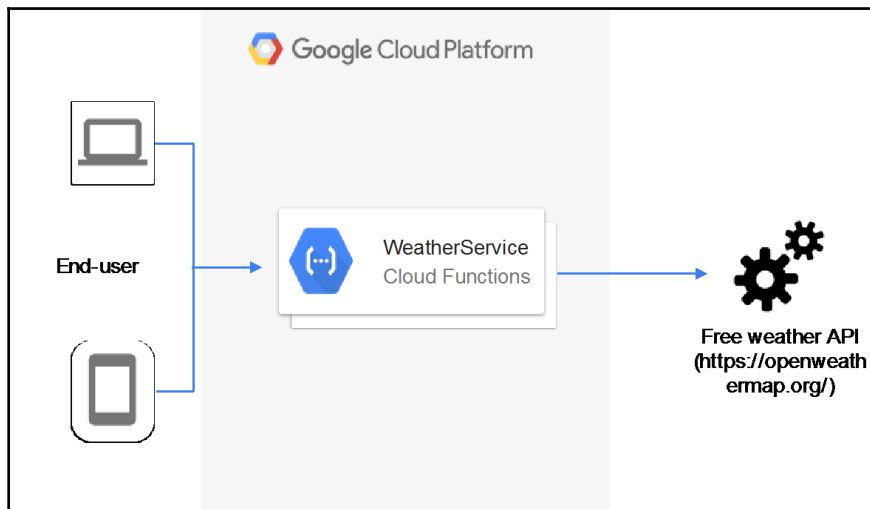 Google Cloud Platform
WeatherService
Cloud Functions
End-user
Free weather API
(https://openweath
ermap.org/)